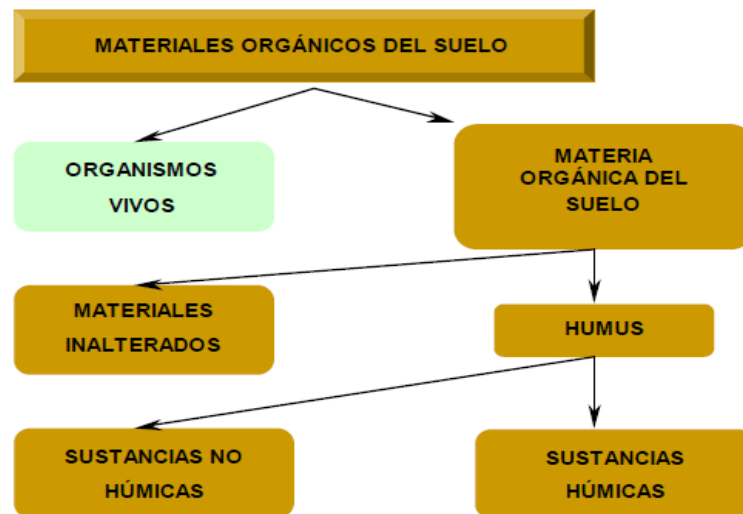 MATERIALES ORGÁNICOS DEL SUELO
ORGANISMOS
VIVOS
MATERIA
ORGÁNICA DEL
SUELO
MATERIALES
INALTERADOS
HUMUS
SUSTANCIAS NO
HÚMICAS
SUSTANCIAS
HÚMICAS